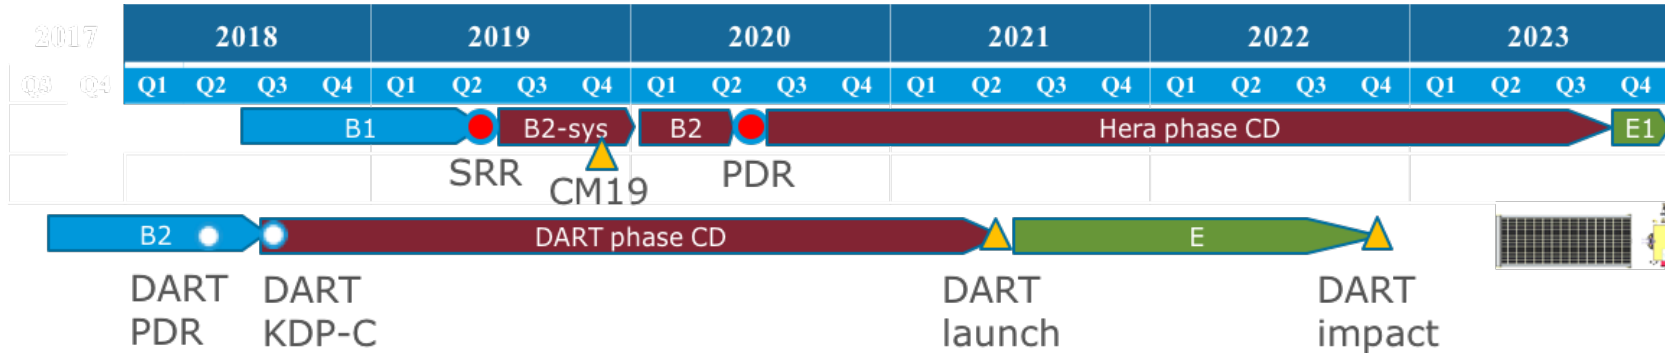 2017 2018 2019 2020 2021 2022 2023
Q3 Q4 Q1 Q2 Q3 Q4 Q1 Q2 Q3 Q4 Q1 Q2 Q3 Q4 Q1 Q2 Q3 Q4 Q1 Q2 Q3 Q4 Q1 Q2 Q3 Q4
B1 B2-sys B2 Hera phase CD E1
SRR CM19 PDR
B2 DART phase CD E
DART DART DART DART
PDR KDP-C launch impact